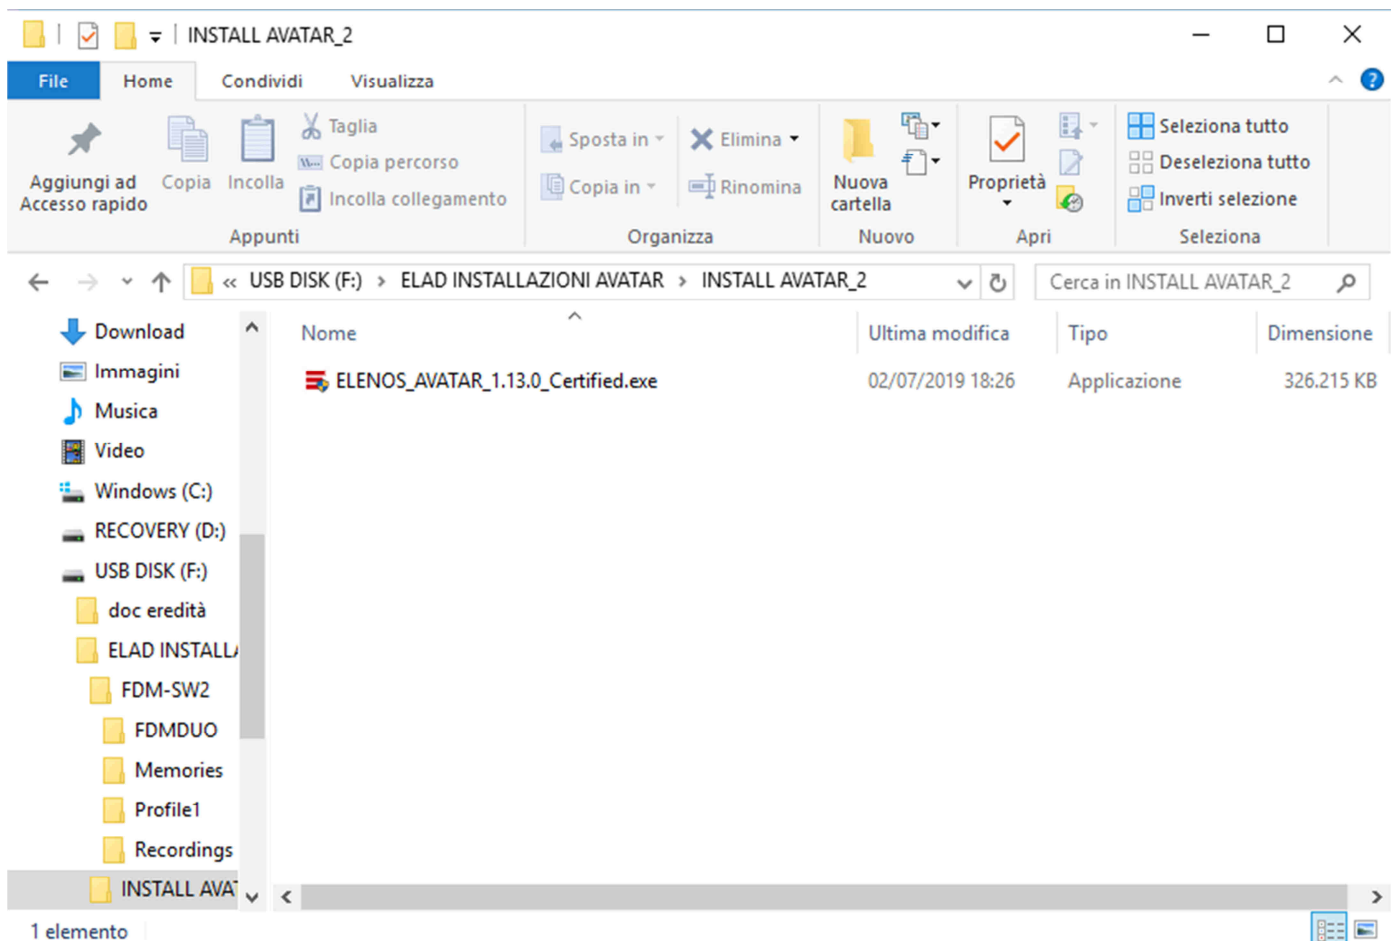 INSTALL AVATAR_2
File Home Condividi Visualizza
Aggiungi ad Accesso rapido
Copia
Incolla
Taglia
Copia percorso
Incolla collegamento
Appunti
Sposta in
Copia in
Elimina
Rinomina
Organizza
Nuova cartella
Nuovo
Proprietà
Apri
Seleziona tutto
Deseleziona tutto
Inverti selezione
Seleziona
« USB DISK (F:) > ELAD INSTALLAZIONI AVATAR > INSTALL AVATAR_2
Cerca in INSTALL AVATAR_2
Download
Immagini
Musica
Video
Windows (C:)
RECOVERY (D:)
USB DISK (F:)
doc eredità
ELAD INSTALLA
FDM-SW2
FDMDUO
Memories
Profile1
Recordings
INSTALL AVAT
Nome Ultima modifica Tipo Dimensione
ELENOS_AVATAR_1.13.0_Certified.exe 02/07/2019 18:26 Applicazione 326.215 KB
1 elemento